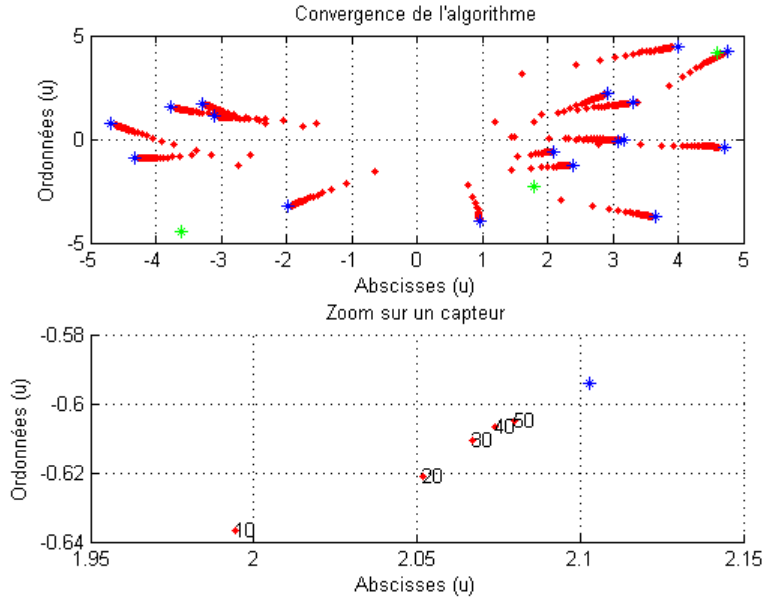 Convergence de l'algorithme
5
0
-5
Ordonnées (u)
-5 -4 -3 -2 -1 0 1 2 3 4 5
Abscisses (u)
Zoom sur un capteur
-0.58
-0.6
-0.62
-0.64
Ordonnées (u)
50
40
30
20
10
1.95 2 2.05 2.1 2.15
Abscisses (u)